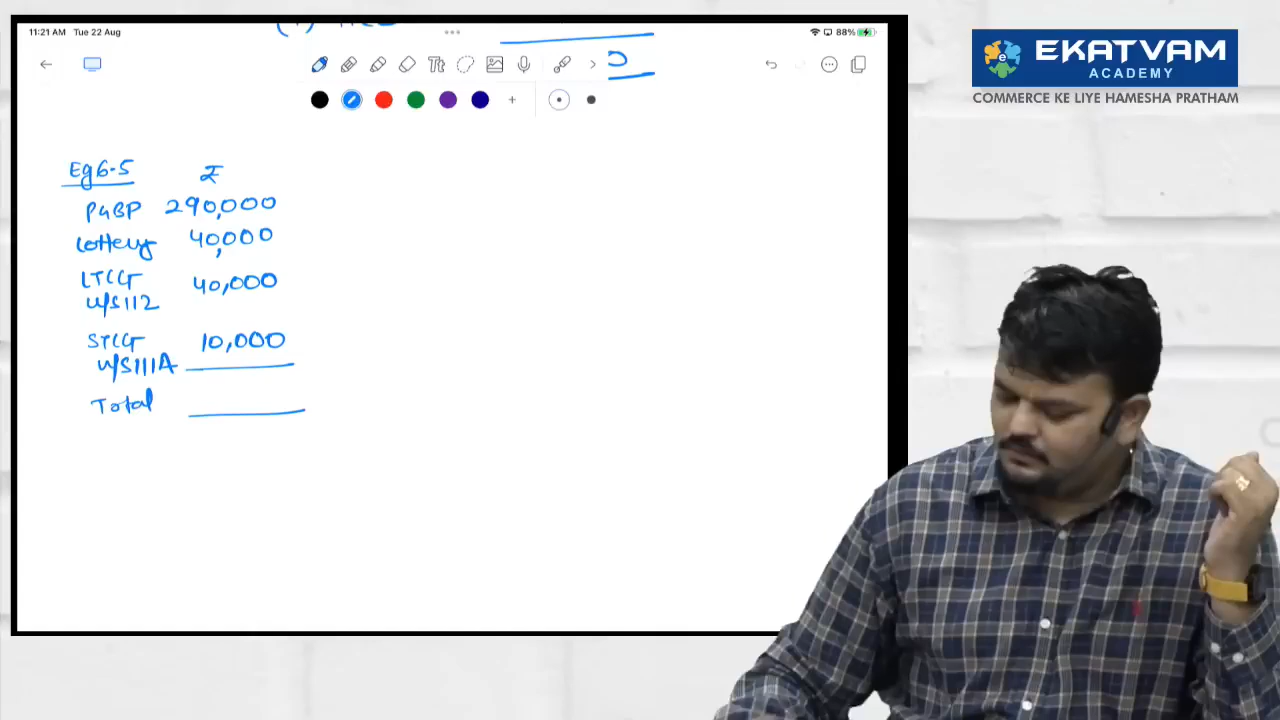 11:21 AM Tue 22 Aug
88%
Tt
EKATVAM
ACADEMY
COMMERCE KE LIYE HAMESHA PRATHAM
Eg 6.5 ₹
PGBP 290,000
Lottery 40,000
LTCG 40,000
u/s 112
STCG 10,000
u/s 111A
Total